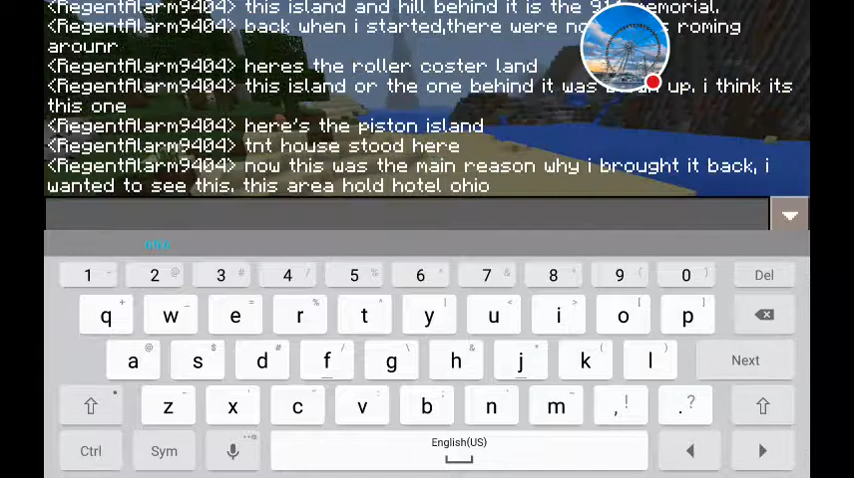 <RegentAlarm9404> this island and hill behind it is the 911 memorial.
<RegentAlarm9404> back when i started,there were no s roming
arounr
<RegentAlarm9404> heres the roller coster land
<RegentAlarm9404> this island or the one behind it was up. i think its
this one
<RegentAlarm9404> here's the piston island
<RegentAlarm9404> tnt house stood here
<RegentAlarm9404> now this was the main reason why i brought it back, i
wanted to see this. this area hold hotel ohio
1 - 2 @ 3 # 4 / 5 % 6 ^ 7 & 8 * 9 ( 0 ) Del
q + w _ e = r % t ^ y | u < i > o [ p ]
a @ s $ d # f / g ^ h & j * k ( l ) Next
z - x ' c " v : b ; n , m _ , ! . ?
Ctrl Sym English(US)